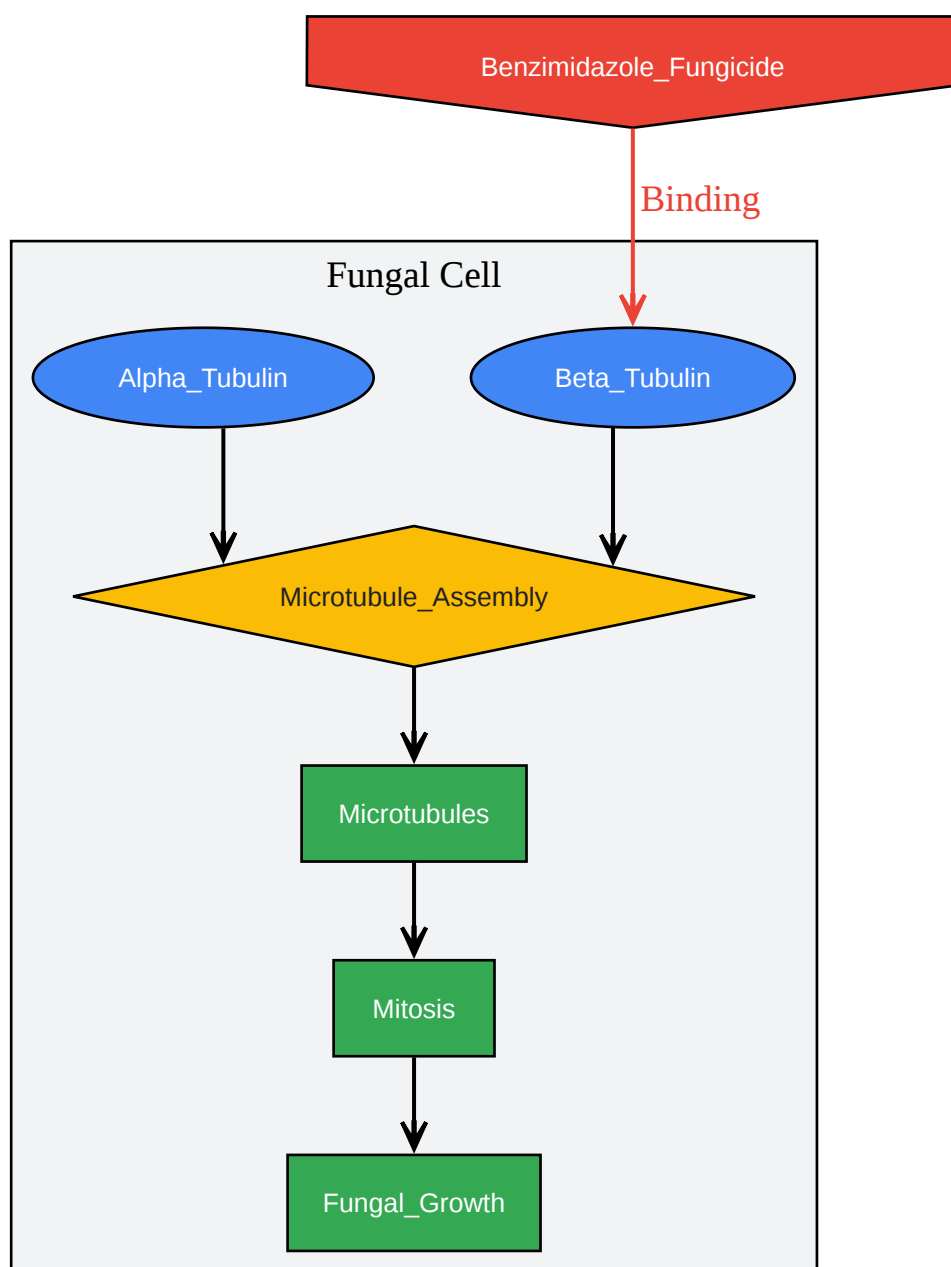 Benzimidazole_Fungicide
Binding
Fungal Cell
Alpha_Tubulin
Beta_Tubulin
Microtubule_Assembly
Microtubules
Mitosis
Fungal_Growth